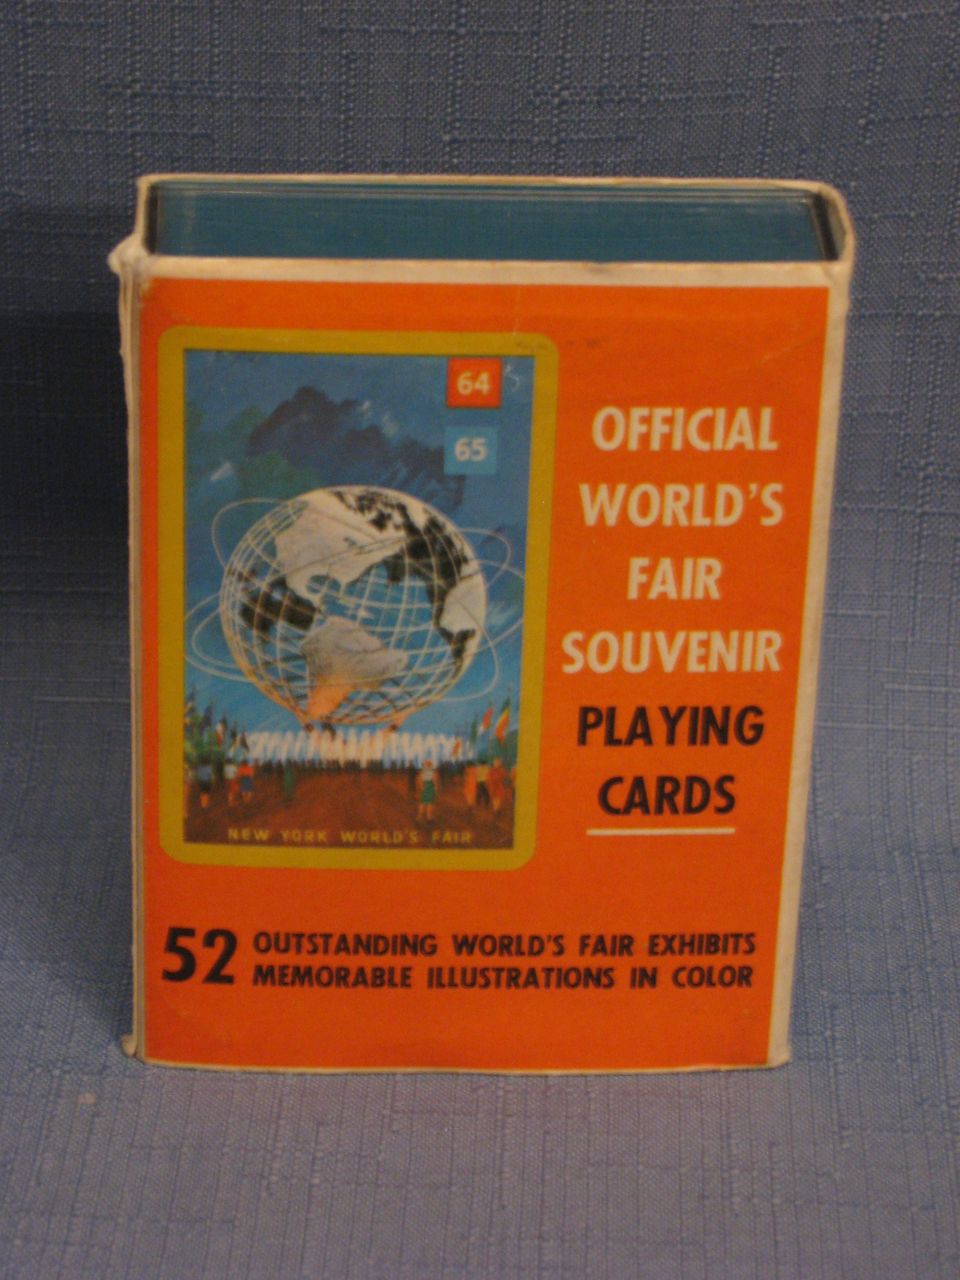 64
65
NEW YORK WORLD'S FAIR
OFFICIAL
WORLD'S
FAIR
SOUVENIR
PLAYING
CARDS
52 OUTSTANDING WORLD'S FAIR EXHIBITS
MEMORABLE ILLUSTRATIONS IN COLOR